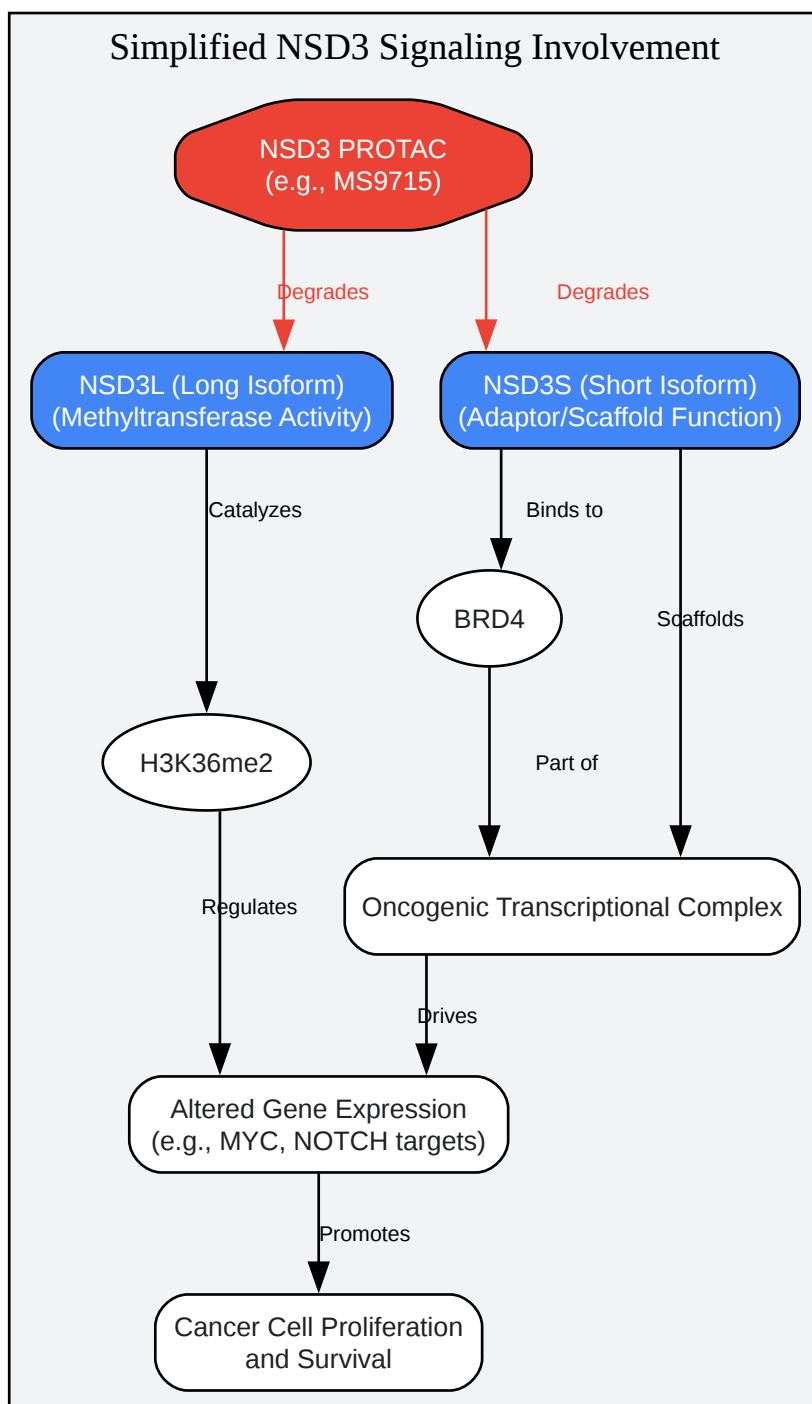 Simplified NSD3 Signaling Involvement
NSD3 PROTAC
(e.g., MS9715)
Degrades
Degrades
NSD3L (Long Isoform)
(Methyltransferase Activity)
NSD3S (Short Isoform)
(Adaptor/Scaffold Function)
Catalyzes
Binds to
BRD4
Scaffolds
H3K36me2
Part of
Regulates
Oncogenic Transcriptional Complex
Drives
Altered Gene Expression
(e.g., MYC, NOTCH targets)
Promotes
Cancer Cell Proliferation
and Survival